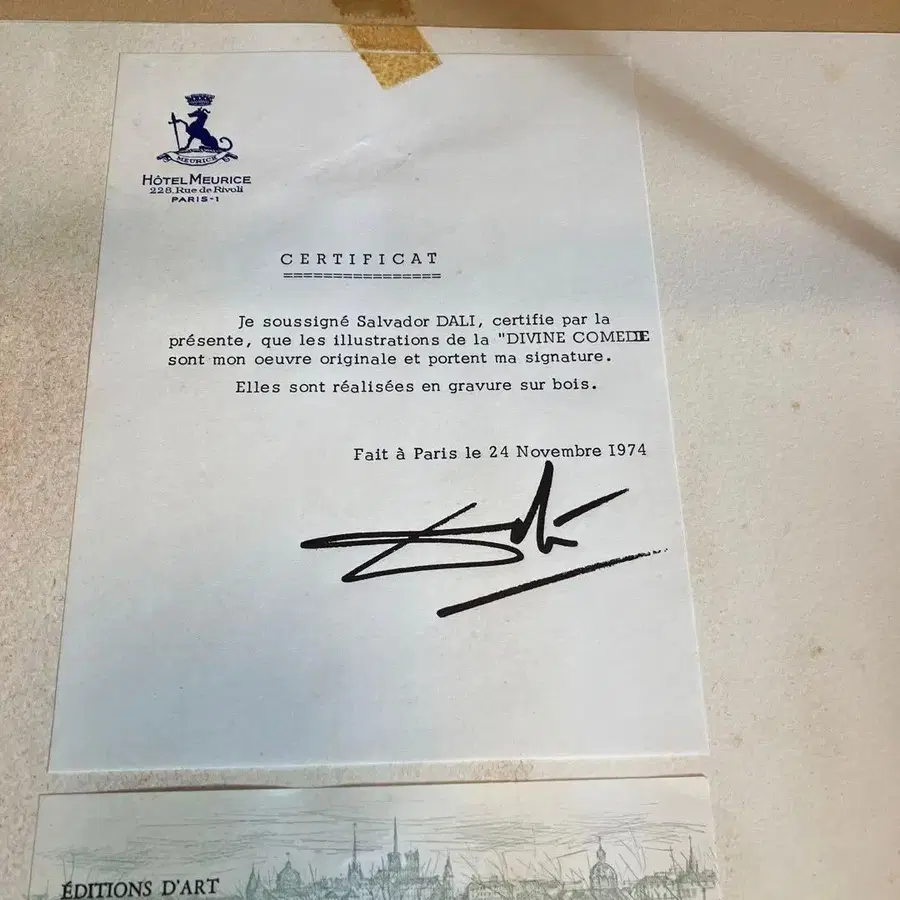 MEURICE
HÔTEL MEURICE
228, Rue de Rivoli
PARIS-1
CERTIFICAT
================
Je soussigné Salvador DALI, certifie par la
présente, que les illustrations de la "DIVINE COMEDIE
sont mon oeuvre originale et portent ma signature.
Elles sont réalisées en gravure sur bois.
Fait à Paris le 24 Novembre 1974
Dalí
ÉDITIONS D'ART